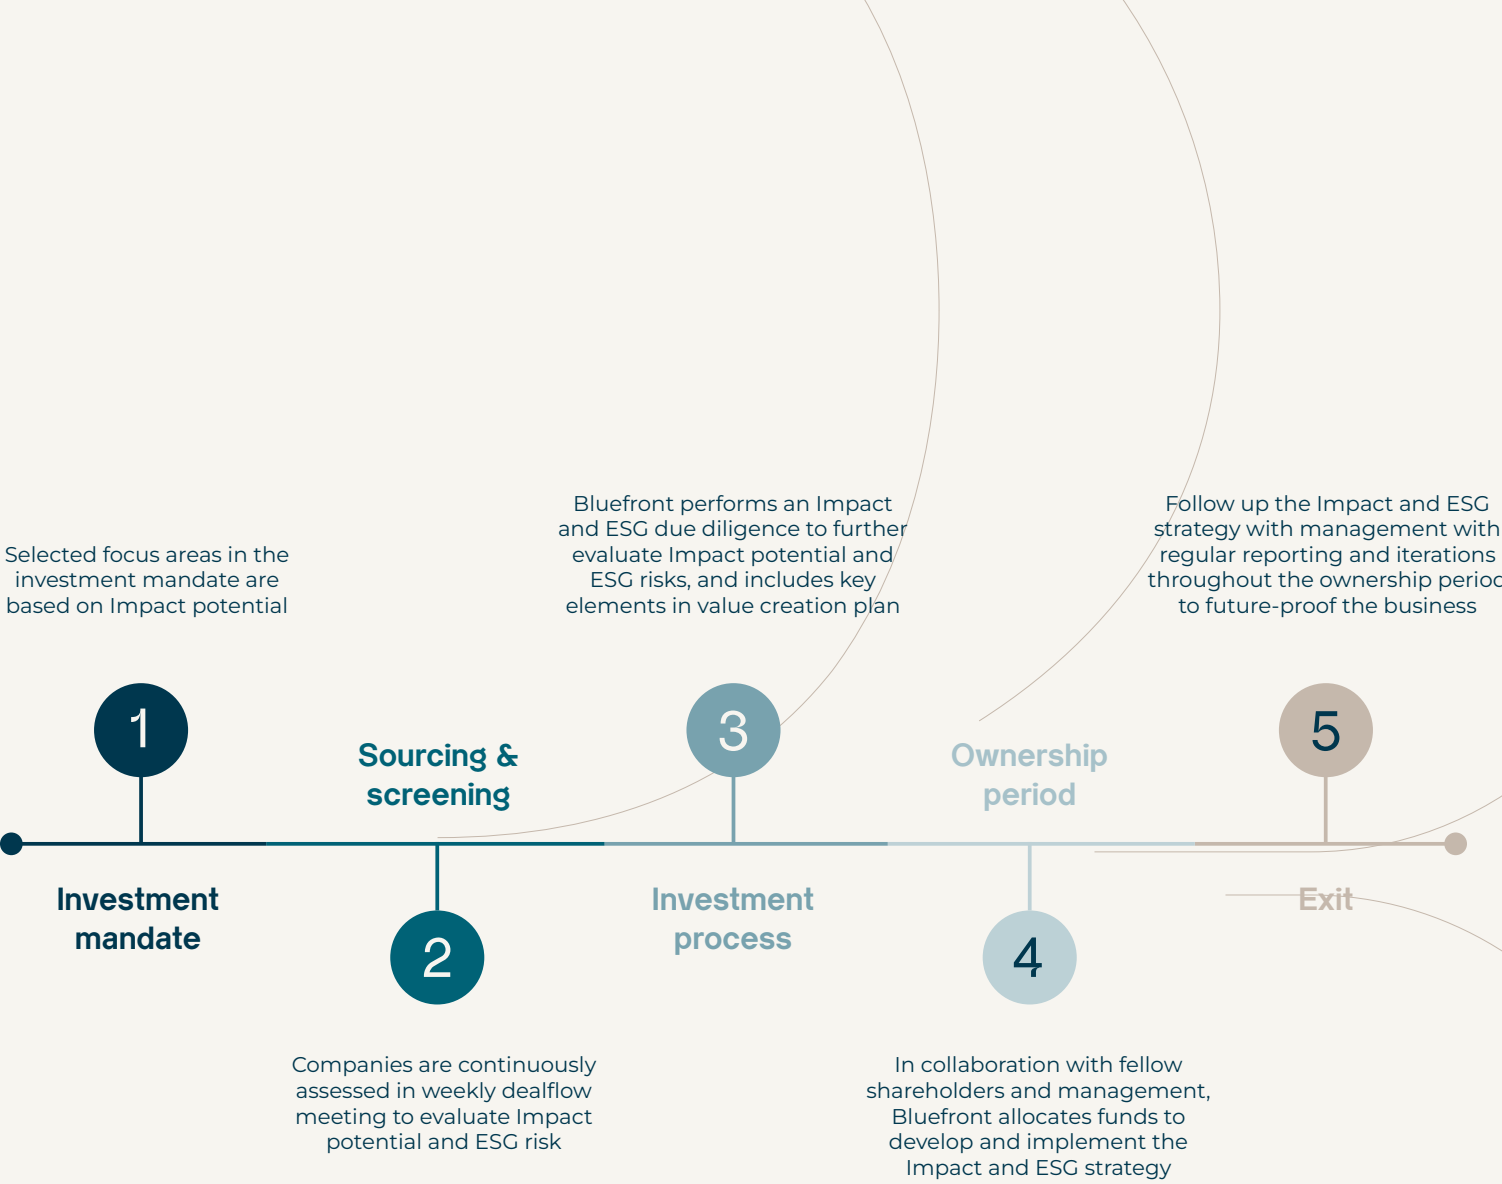 Selected focus areas in the
investment mandate are
based on Impact potential
1
Investment
mandate
Sourcing &
screening
2
Companies are continuously
assessed in weekly dealflow
meeting to evaluate Impact
potential and ESG risk
Bluefront performs an Impact
and ESG due diligence to further
evaluate Impact potential and
ESG risks, and includes key
elements in value creation plan
3
Investment
process
Ownership
period
4
In collaboration with fellow
shareholders and management,
Bluefront allocates funds to
develop and implement the
Impact and ESG strategy
Follow up the Impact and ESG
strategy with management with
regular reporting and iterations
throughout the ownership period
to future-proof the business
5
Exit